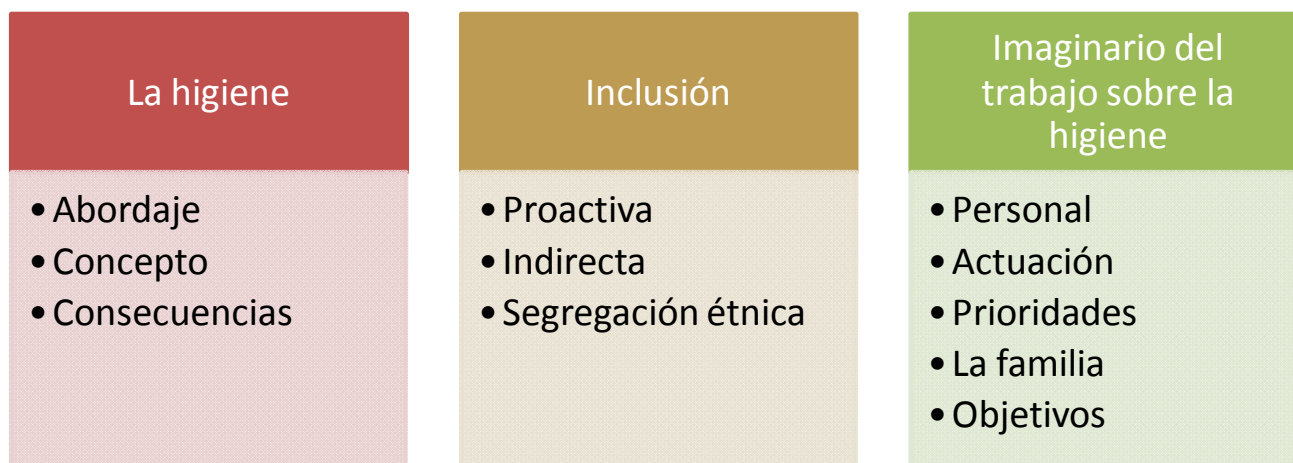 La higiene
• Abordaje
• Concepto
• Consecuencias
Inclusión
• Proactiva
• Indirecta
• Segregación étnica
Imaginario del
trabajo sobre la
higiene
• Personal
• Actuación
• Prioridades
• La familia
• Objetivos